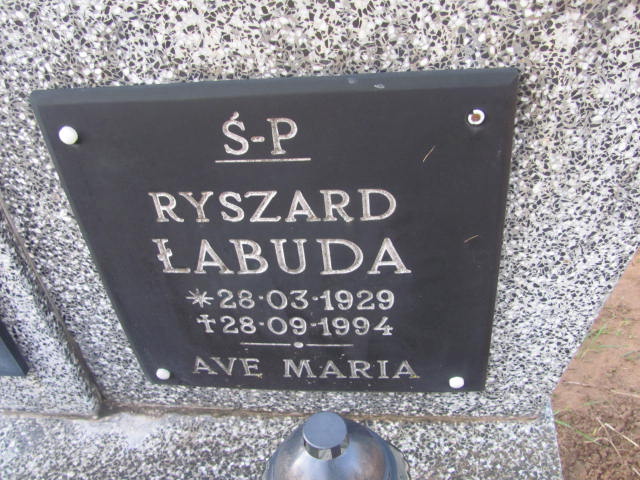 Ś-P
RYSZARD
ŁABUDA
* 28·03·1929
† 28·09·1994
AVE MARIA